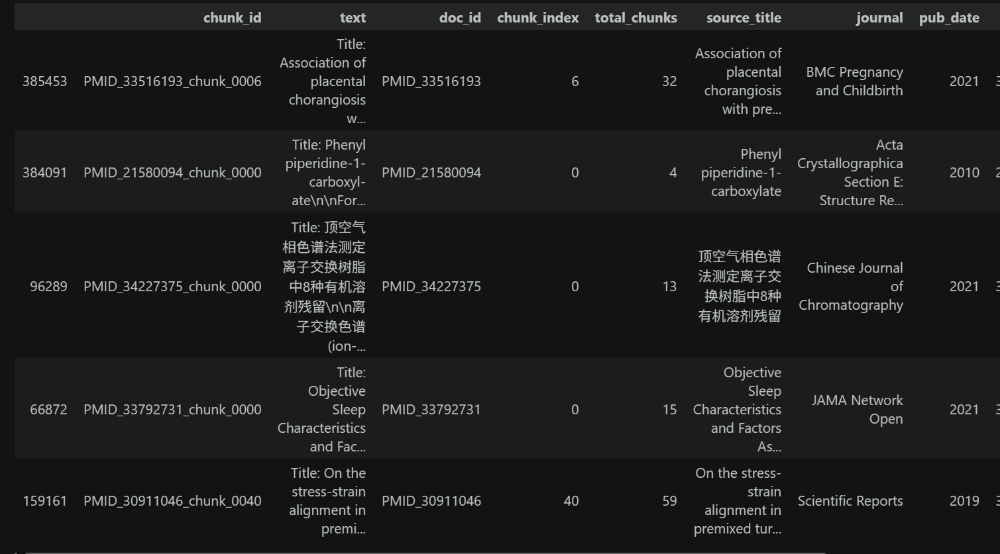 chunk_id text doc_id chunk_index total_chunks source_title journal pub_date
385453 PMID_33516193_chunk_0006
Title:
Association of
placental
chorangiosis
w...
PMID_33516193 6 32
Association of
placental
chorangiosis
with pre...
BMC Pregnancy
and Childbirth
2021
384091 PMID_21580094_chunk_0000
Title: Phenyl
piperidine-1-
carboxyl-
ate\n\nFor...
PMID_21580094 0 4
Phenyl
piperidine-1-
carboxylate
Acta
Crystallographica
Section E:
Structure Re...
2010
96289 PMID_34227375_chunk_0000
Title: 顶空气
相色谱法测定
离子交换树脂
中8种有机溶
剂残留\n\n离
子交换色谱
(ion-...
PMID_34227375 0 13
顶空气相色谱
法测定离子交
换树脂中8种
有机溶剂残留
Chinese Journal
of
Chromatography
2021
66872 PMID_33792731_chunk_0000
Title:
Objective
Sleep
Characteristics
and Fac...
PMID_33792731 0 15
Objective
Sleep
Characteristics
and Factors
As...
JAMA Network
Open
2021
159161 PMID_30911046_chunk_0040
Title: On the
stress-strain
alignment in
premi...
PMID_30911046 40 59
On the stress-
strain
alignment in
premixed tur...
Scientific Reports
2019